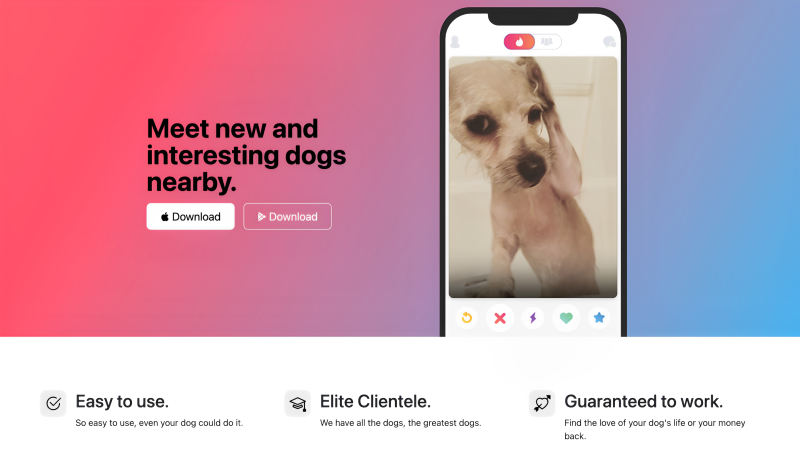 Meet new and
interesting dogs
nearby.
Download
Download
Easy to use.
So easy to use, even your dog could do it.
Elite Clientele.
We have all the dogs, the greatest dogs.
Guaranteed to work.
Find the love of your dog's life or your money
back.